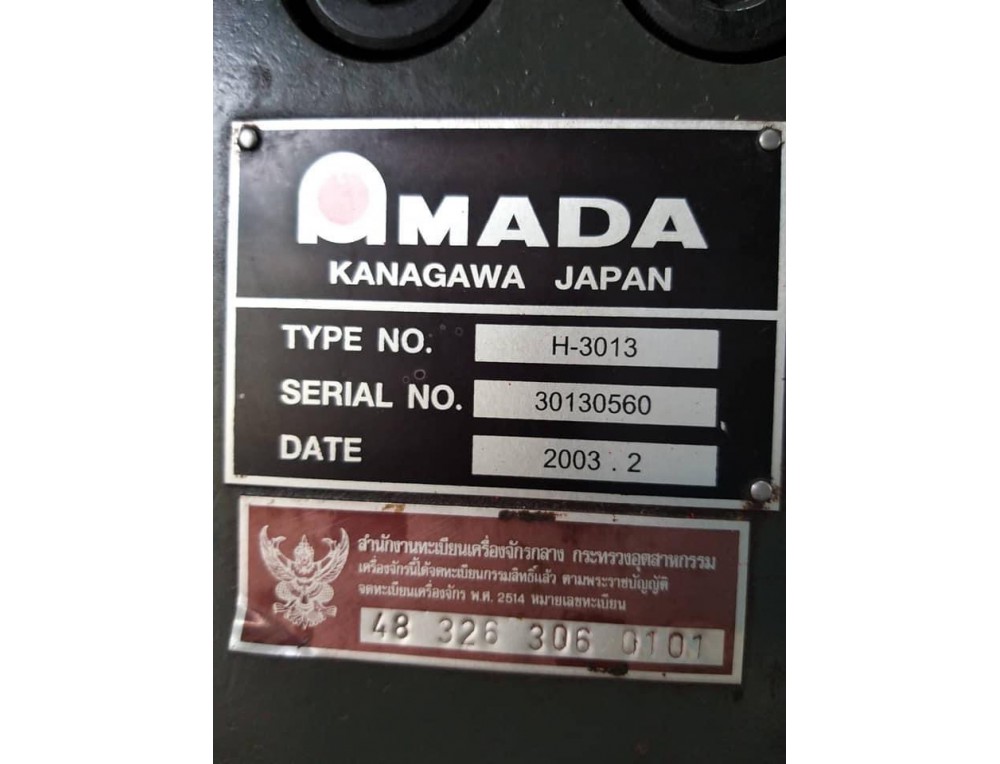 AMADA
KANAGAWA JAPAN
TYPE NO. H-3013
SERIAL NO. 30130560
DATE 2003 . 2
สำนักงานทะเบียนเครื่องจักรกลาง กระทรวงอุตสาหกรรม
เครื่องจักรนี้ได้จดทะเบียนกรรมสิทธิ์แล้ว ตามพระราชบัญญัติ
จดทะเบียนเครื่องจักร พ.ศ. 2514 หมายเลขทะเบียน
48 326 306 0101